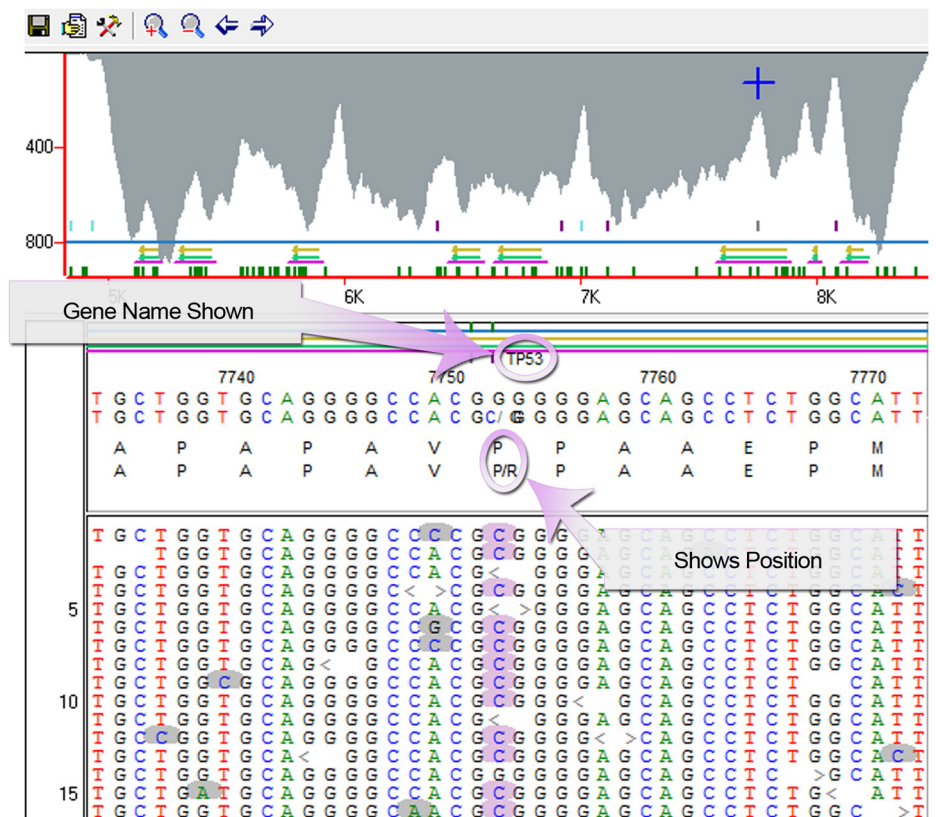 400
800
5K 6K 7K 8K
Gene Name Shown
TP53
7740 7750 7760 7770
T G C T G G T G C A G G G G C C A C G G G G G G A G C A G C C T C T G G C A T T
T G C T G G T G C A G G G G C C A C G C/G G G G G A G C A G C C T C T G G C A T T
A P A P A V P P A A E P M
A P A P A V P/R P A A E P M
Shows Position
T G C T G G T G C A G G G G C C C C G C G G G G A G C A G C C T C T G G C A T T
T G G T G C A G G G G C C A C G C G G G G A G C A G C C T C T G G C A T T
T G C T G G T G C A G G G G C C A C G < G G G A G C A
T G C T G G T G C A G G G G C < > C G C G G G G A G C A G C C T C T G G C A C T
5 T G C T G G T G C A G G G G C C A C G < > G G G A G C A G C C T C T G G C A T T
T G C T G G T G C A G G G G C C G C G C G G G G A G C A G C C T C T G G C A T T
T G C T G G T G C A G G G G C C C C G C G G G G A G C A G C C T C T G G C A T T
T G C T G G T G C A G < G C C A C G C G G G G A G C A G C C T C T G G C A T T
T G C T G G C G C A G G G G C C A C G C G G G G A G C A G C C T C T C A T T
10 T G C T G G T G C A G G G G C C A C G C G G G < G C A G C C T C T G G C A T T
T G C T G G T G C A G G G G C C A C G < G G G A G C A G C C T C T G G C A T T
T G C C G G T G C A G G G G C C A C G C G G G G < > C A G C C T C T G G C A T T
T G C T G G T G C A < G G C C A C G C G G G G A G C A G C C T C T G G C A C T
T G C T G G T G C A G G G G C C A C G G G G G G A G C A G C C T C > G C A T T
15 T G C T G A T G C A G G G G C C A C G C G G G G A G C A G C C T C T G < A T T
T G C T G G T G C A G G G G C A A C G C G G G G A G C A G C C T C T G G C > T